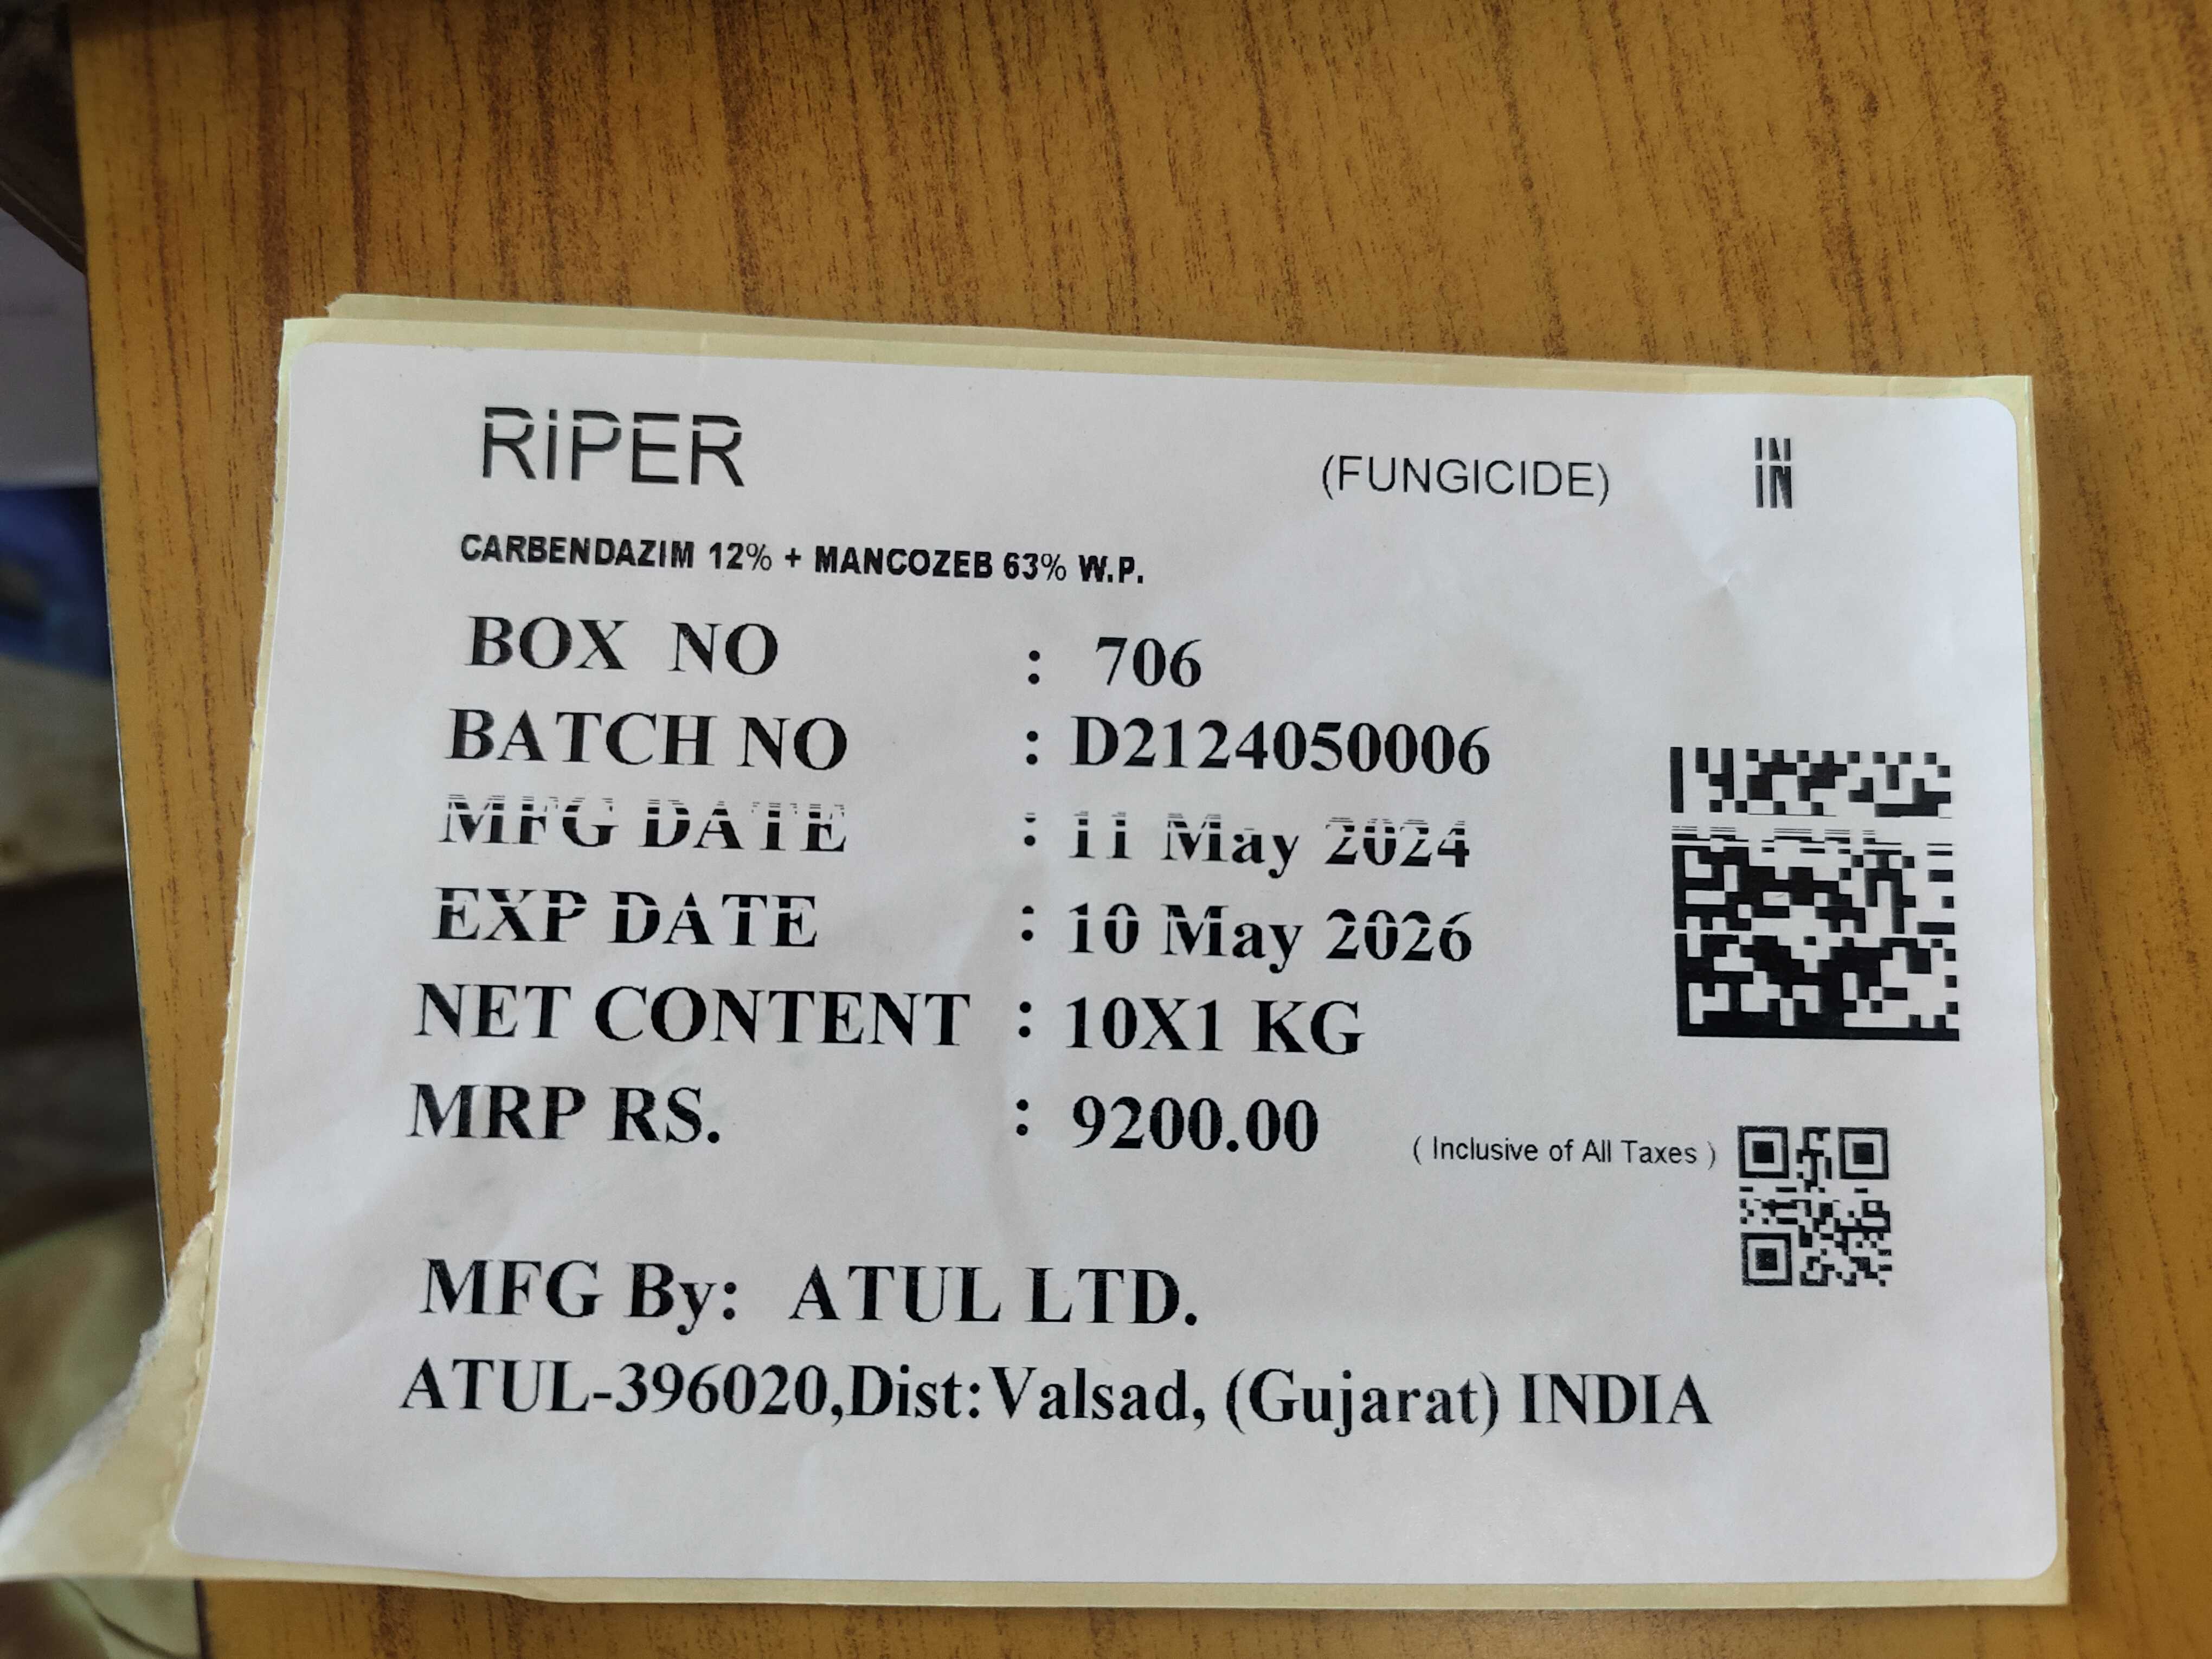 RiPER (FUNGICIDE) IN
CARBENDAZIM 12% + MANCOZEB 63% W.P.
BOX NO : 706
BATCH NO : D2124050006
MFG DATE : 11 May 2024
EXP DATE : 10 May 2026
NET CONTENT : 10X1 KG
MRP RS. : 9200.00 ( Inclusive of All Taxes )
MFG By: ATUL LTD.
ATUL-396020,Dist:Valsad, (Gujarat) INDIA